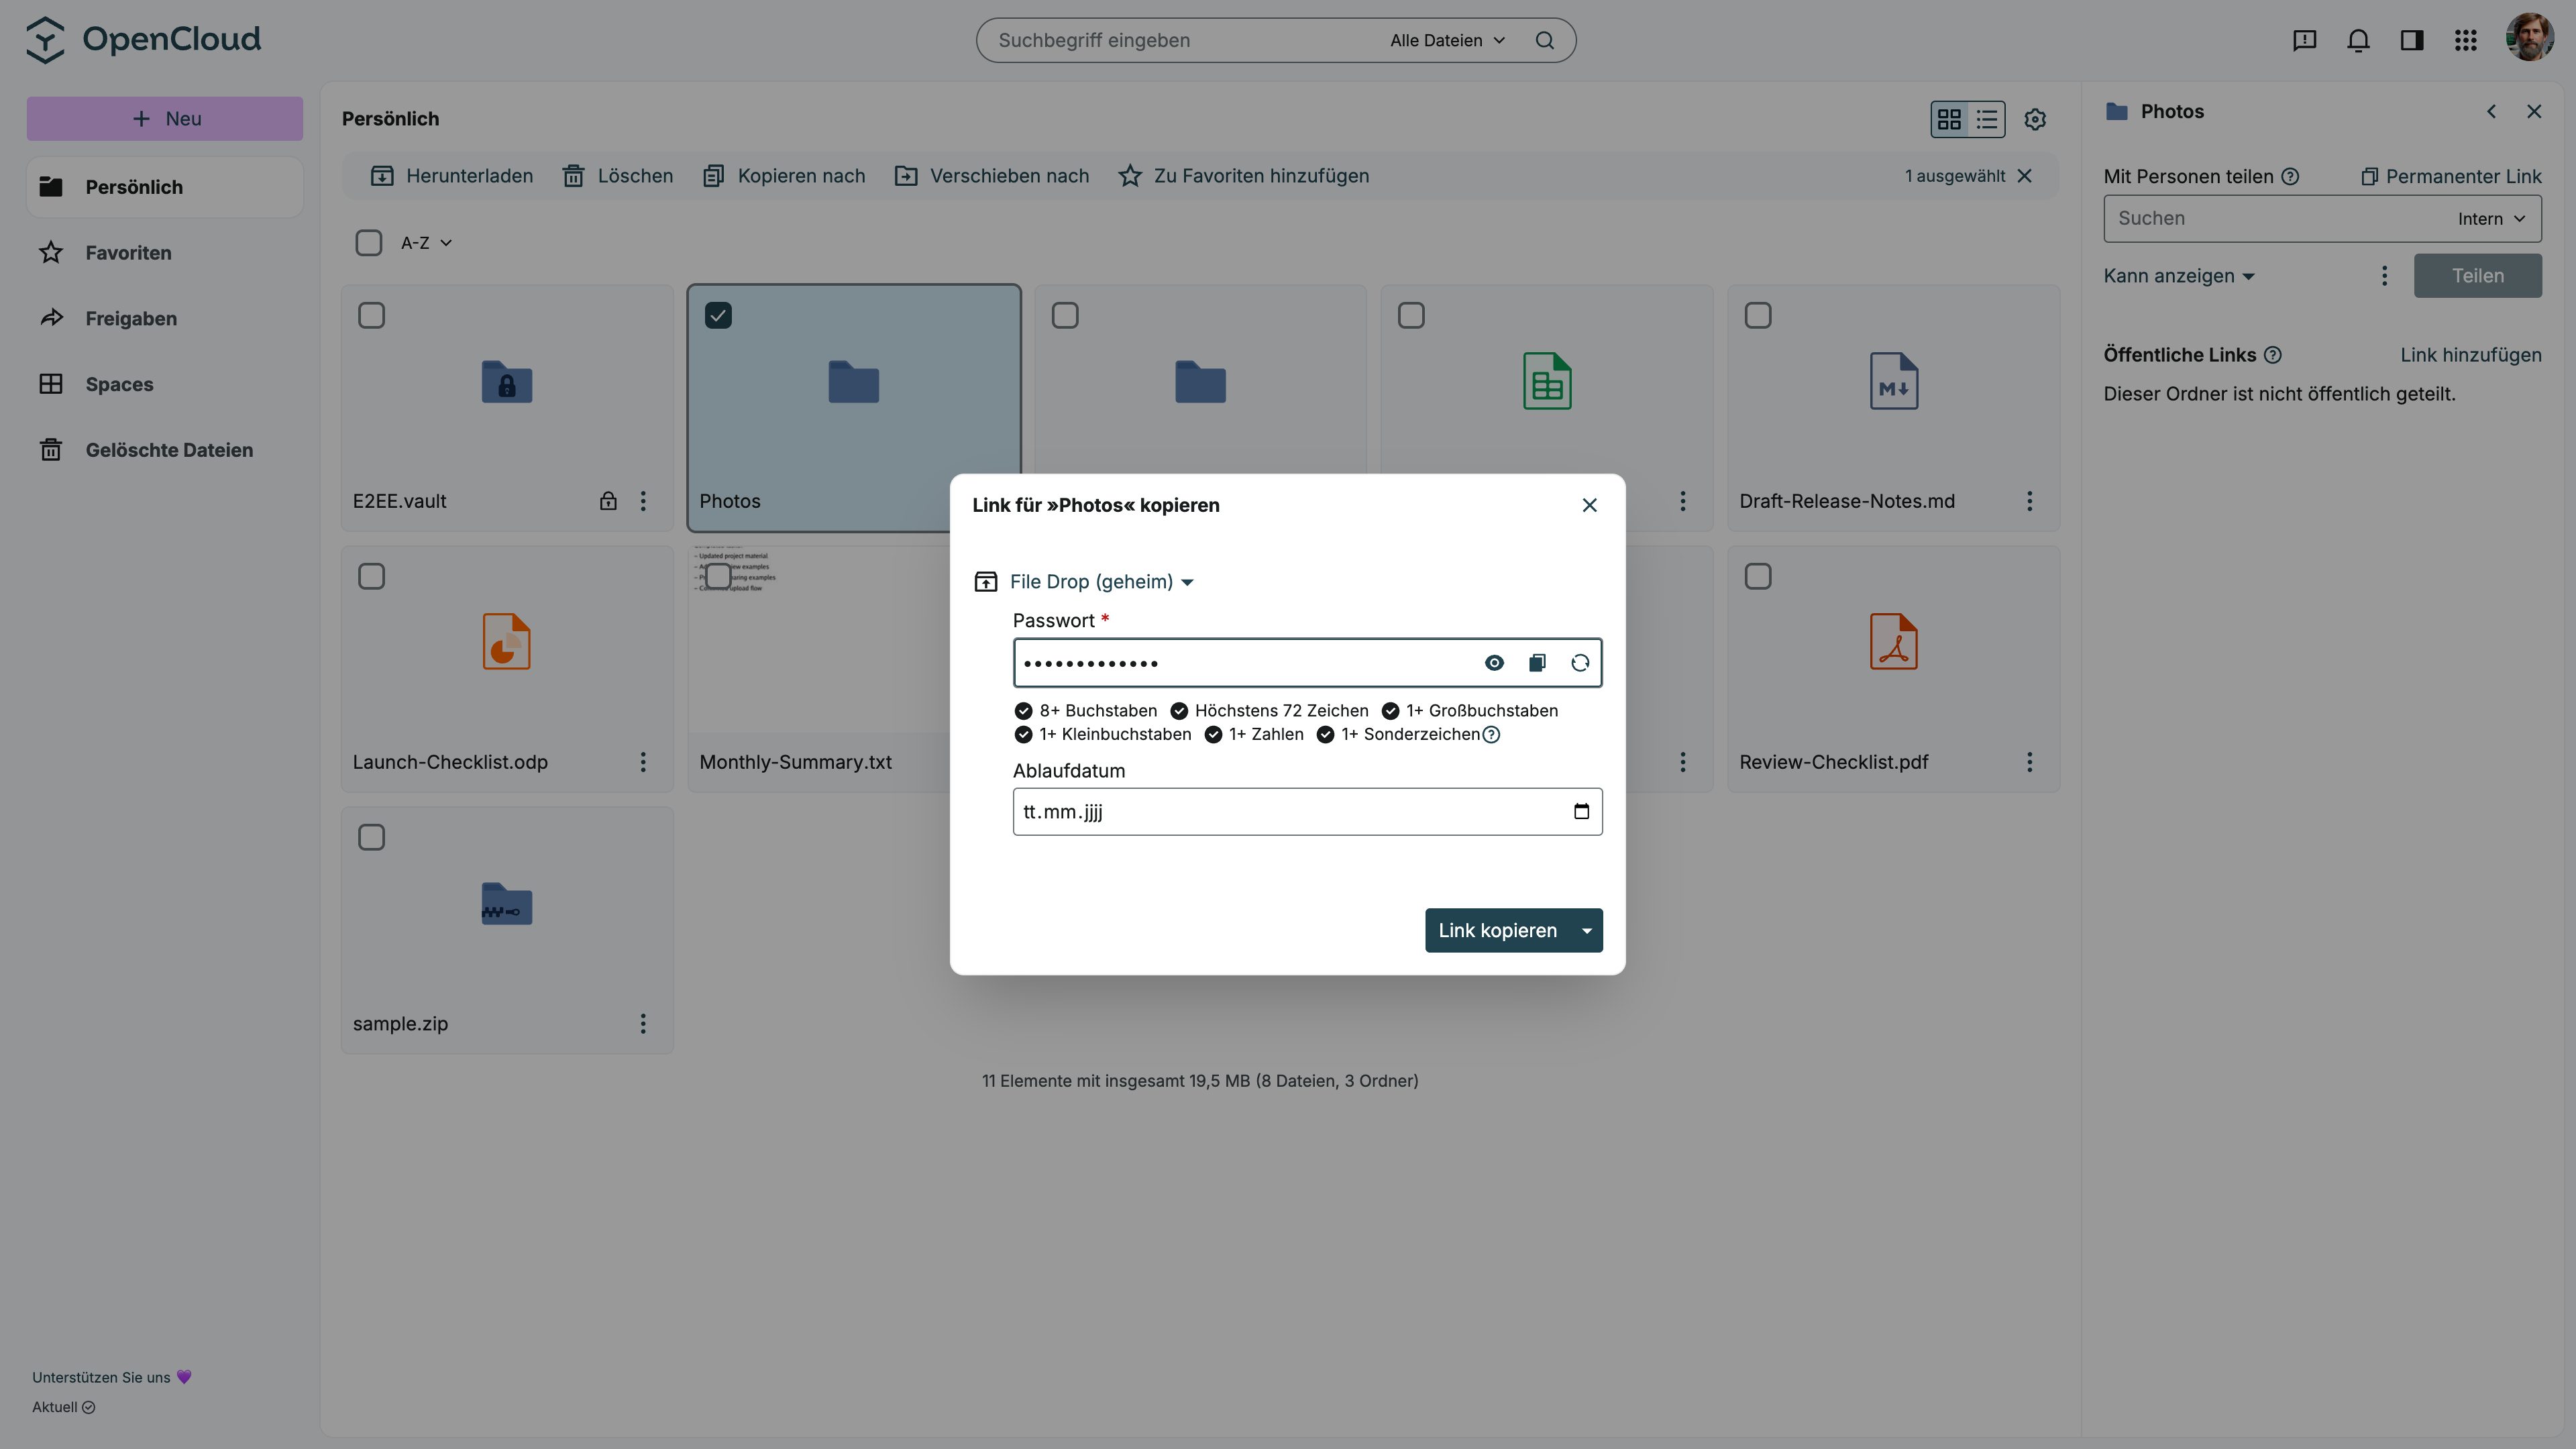 OpenCloud
Suchbegriff eingeben
Alle Dateien
Neu
Persönlich
Favoriten
Freigaben
Spaces
Gelöschte Dateien
Unterstützen Sie uns 💜
Aktuell
Persönlich
Herunterladen
Löschen
Kopieren nach
Verschieben nach
Zu Favoriten hinzufügen
1 ausgewählt
A-Z
E2EE.vault
Photos
M
Draft-Release-Notes.md
Launch-Checklist.odp
– Updated project material
Monthly-Summary.txt
Review-Checklist.pdf
sample.zip
11 Elemente mit insgesamt 19,5 MB (8 Dateien, 3 Ordner)
Link für »Photos« kopieren
File Drop (geheim)
Passwort *
•••••••••••••
8+ Buchstaben Höchstens 72 Zeichen 1+ Großbuchstaben
1+ Kleinbuchstaben 1+ Zahlen 1+ Sonderzeichen
Ablaufdatum
tt.mm.jjjj
Link kopieren
Photos
Mit Personen teilen
Permanenter Link
Suchen
Intern
Kann anzeigen
Teilen
Öffentliche Links
Link hinzufügen
Dieser Ordner ist nicht öffentlich geteilt.